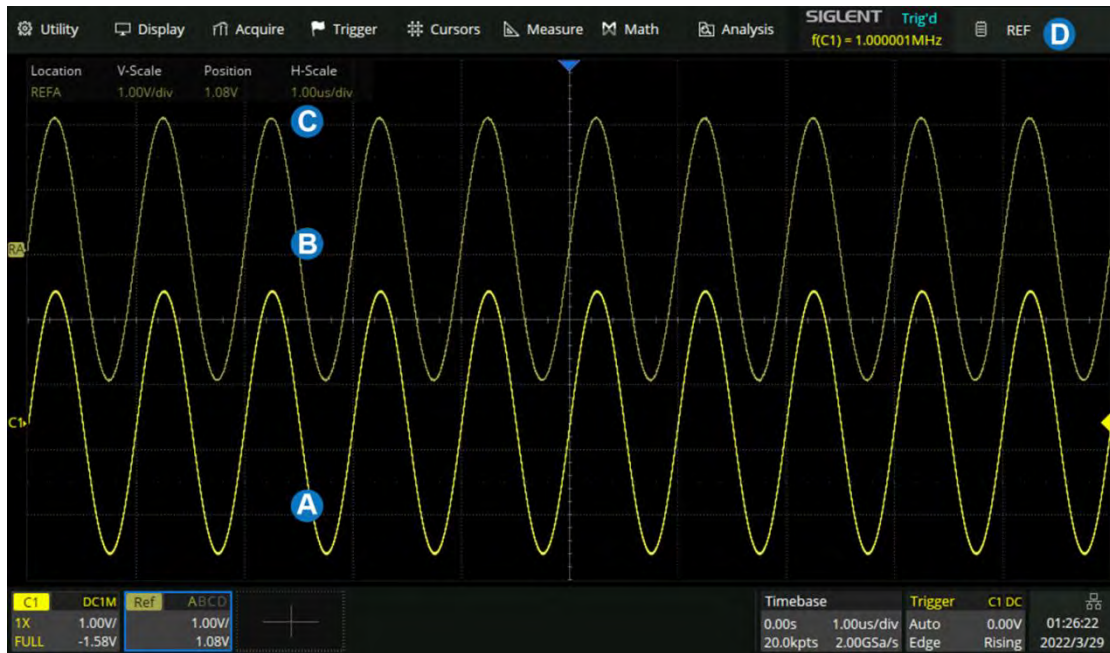 Utility Display Acquire Trigger Cursors Measure Math Analysis
SIGLENT Trig'd
f(C1) = 1.000001MHz
REF D
Location V-Scale Position H-Scale
REFA 1.00V/div 1.08V 1.00us/div
C
RA B
C1
A
C1 DC1M
1X 1.00V/
FULL -1.58V
Ref ABCD
1.00V/
1.08V
Timebase
0.00s 1.00us/div
20.0kpts 2.00GSa/s
Trigger C1 DC
Auto 0.00V
Edge Rising
01:26:22
2022/3/29